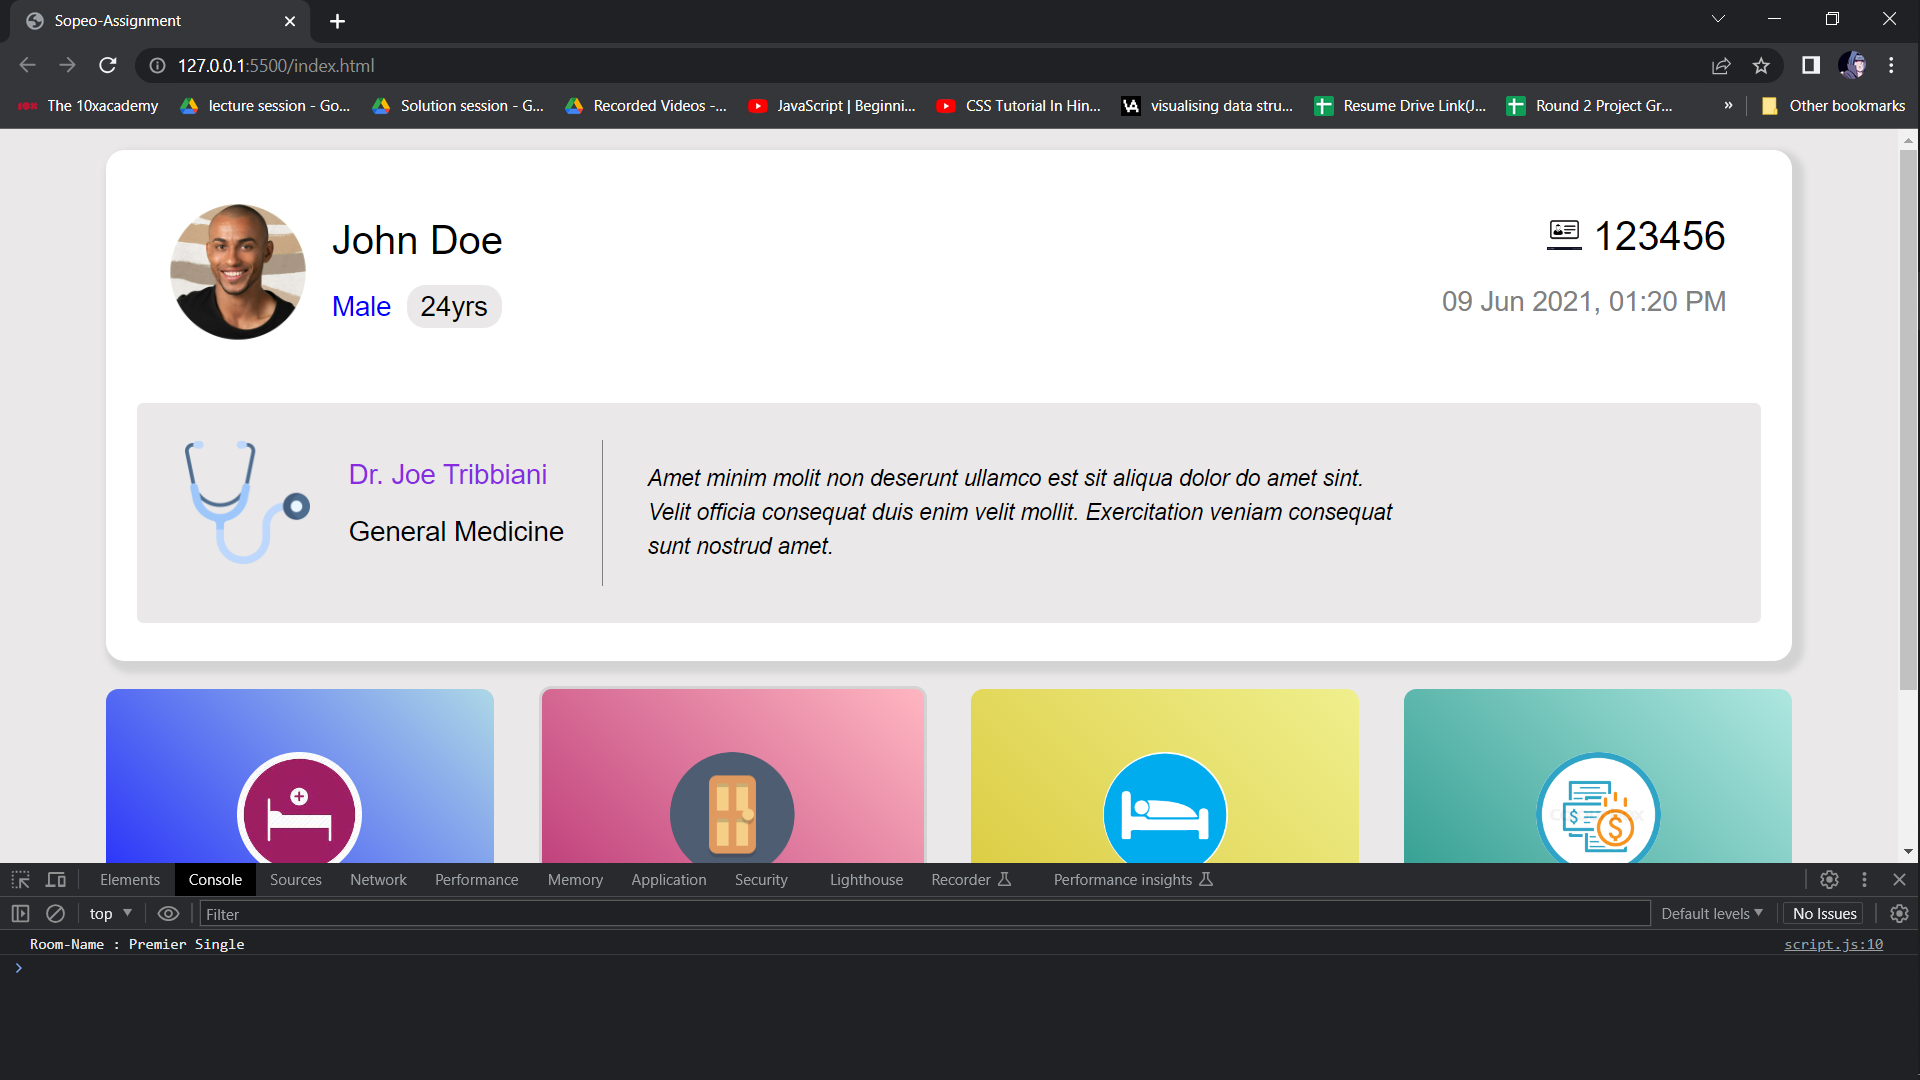 Sopeo-Assignment
127.0.0.1:5500/index.html
The 10xacademy
lecture session - Go...
Solution session - G...
Recorded Videos -...
JavaScript | Beginni...
CSS Tutorial In Hin...
visualising data stru...
Resume Drive Link(J...
Round 2 Project Gr...
»
Other bookmarks
John Doe
Male 24yrs
123456
09 Jun 2021, 01:20 PM
Dr. Joe Tribbiani
General Medicine
Amet minim molit non deserunt ullamco est sit aliqua dolor do amet sint.
Velit officia consequat duis enim velit mollit. Exercitation veniam consequat
sunt nostrud amet.
Elements Console Sources Network Performance Memory Application Security Lighthouse Recorder Performance insights
top Filter Default levels No Issues
Room-Name : Premier Single script.js:10